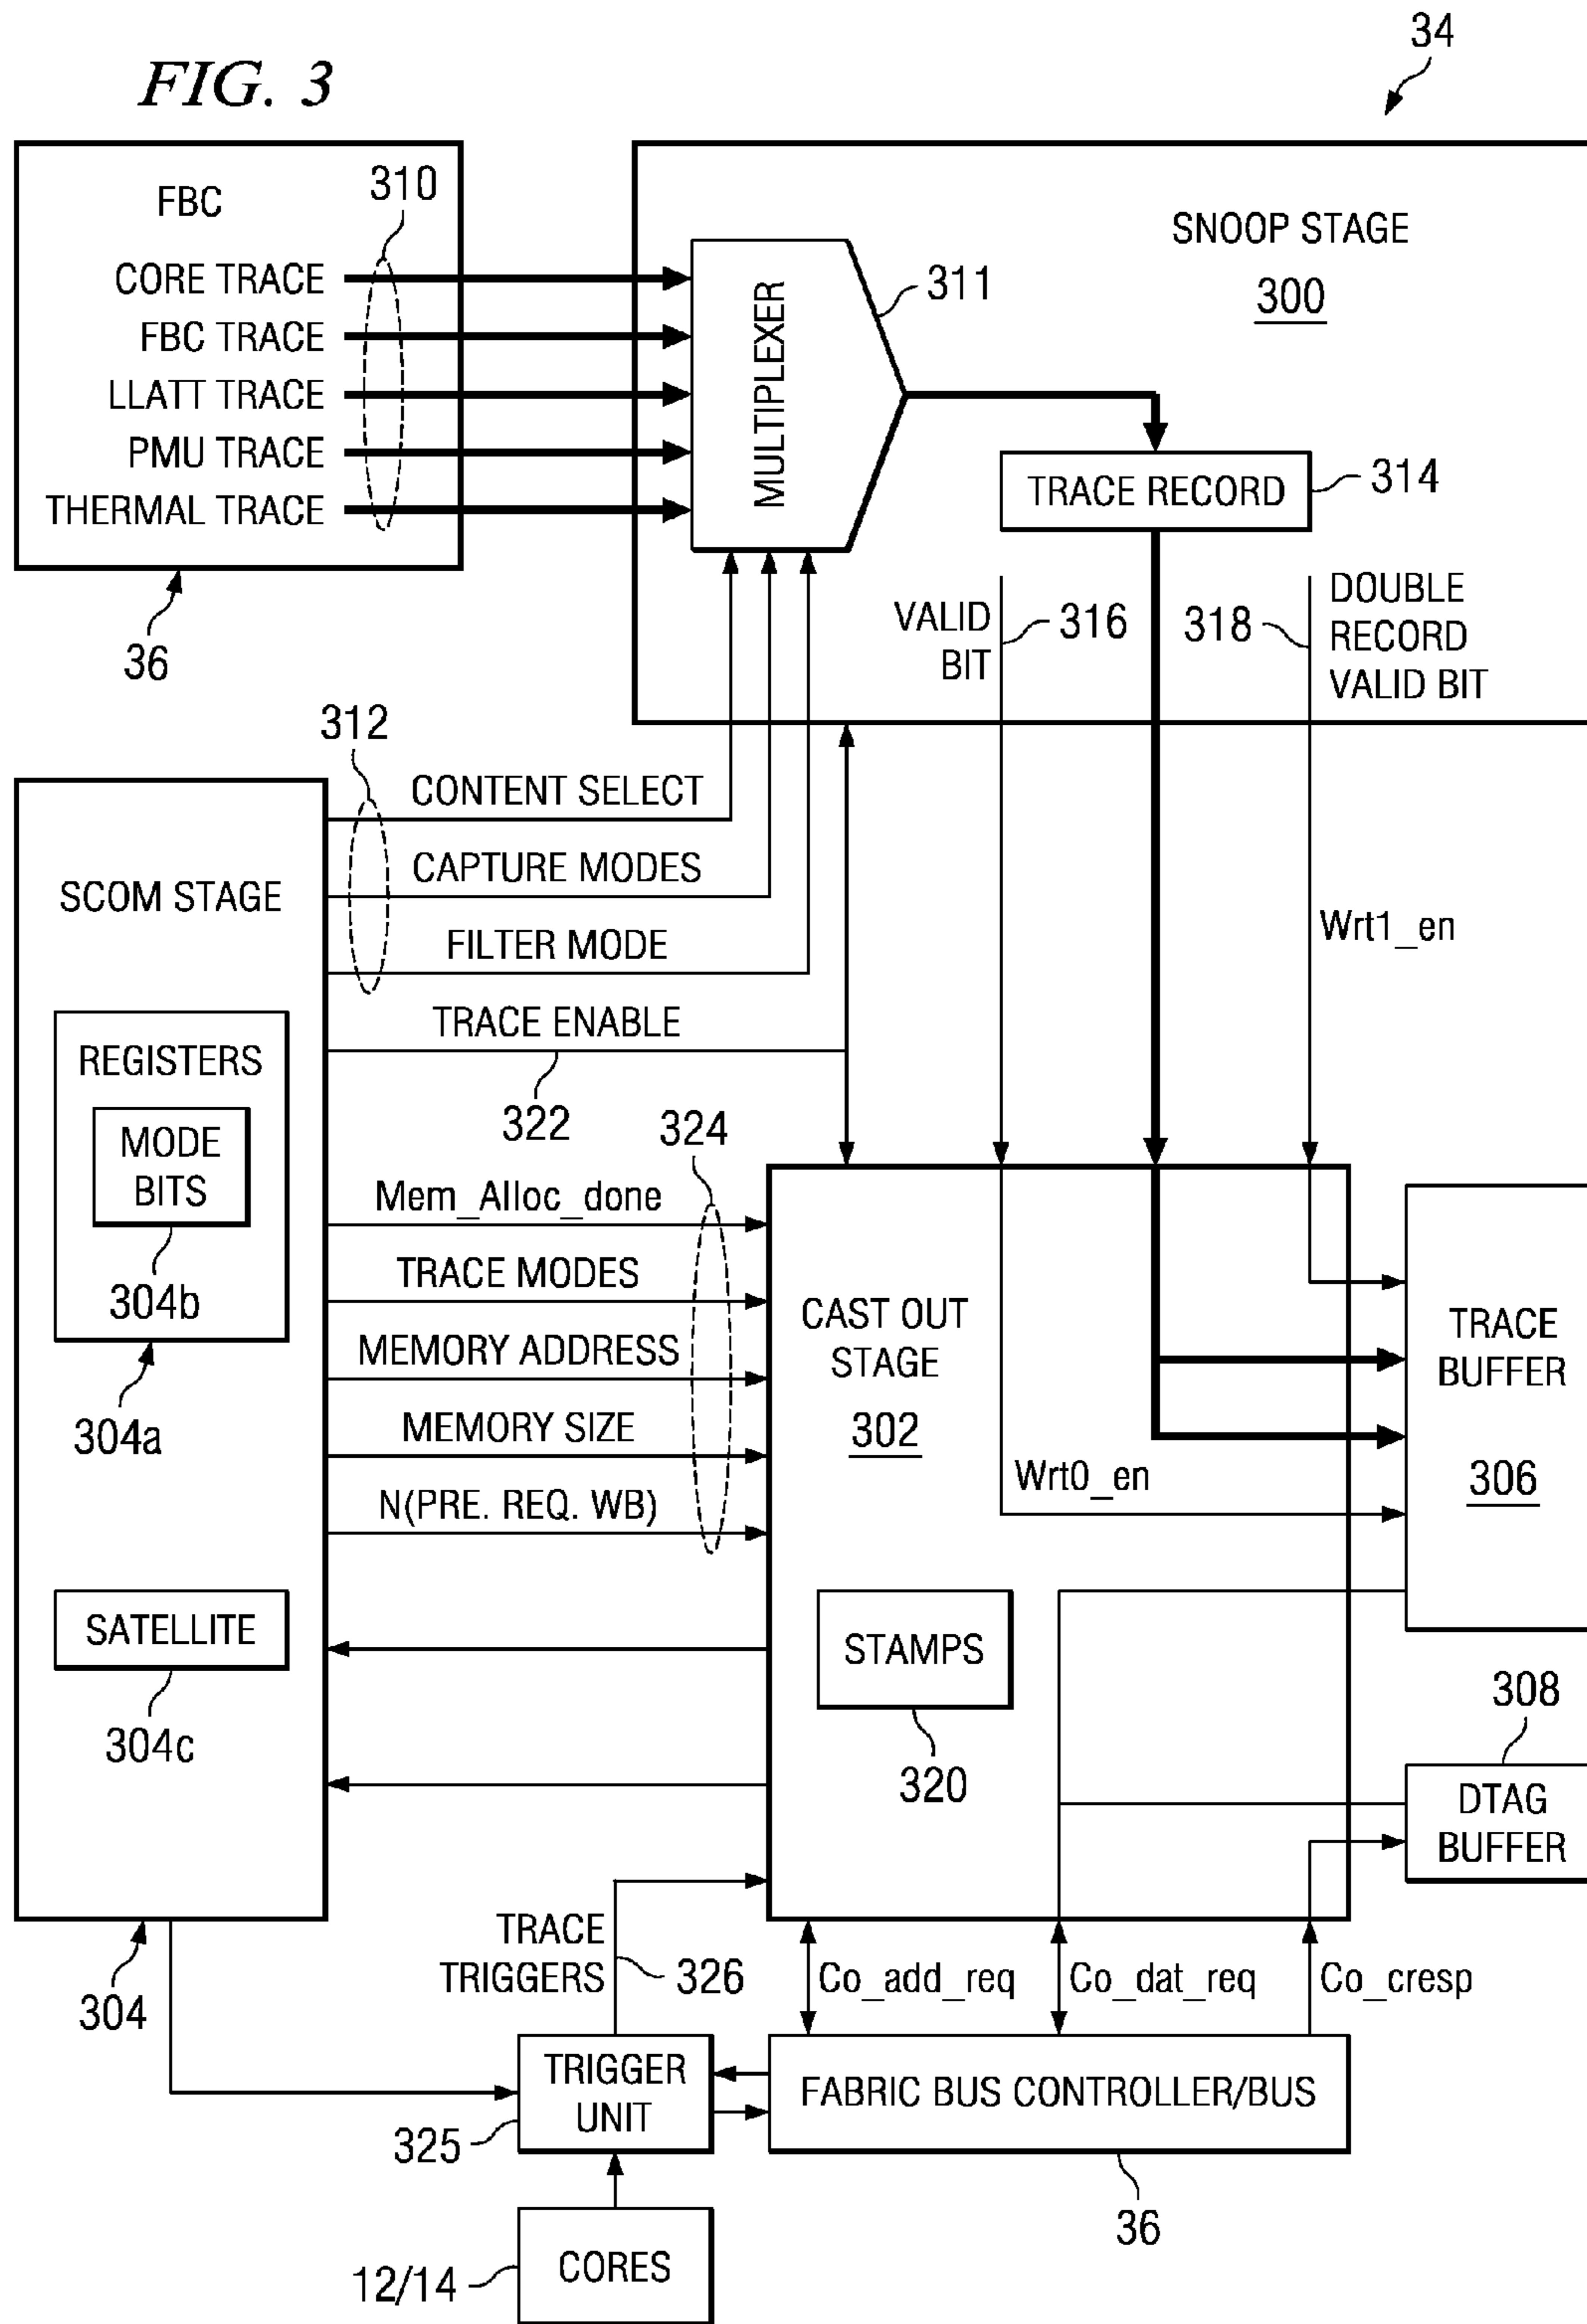 FIG. 3
34
FBC
310
CORE TRACE
FBC TRACE
LLATT TRACE
PMU TRACE
THERMAL TRACE
36
SNOOP STAGE
300
MULTIPLEXER
311
TRACE RECORD
314
VALID
BIT
316
318
DOUBLE
RECORD
VALID BIT
312
CONTENT SELECT
CAPTURE MODES
FILTER MODE
TRACE ENABLE
322
324
Wrt1_en
SCOM STAGE
REGISTERS
MODE
BITS
304b
304a
Mem_Alloc_done
TRACE MODES
MEMORY ADDRESS
MEMORY SIZE
N(PRE. REQ. WB)
CAST OUT
STAGE
302
Wrt0_en
TRACE
BUFFER
306
SATELLITE
304c
STAMPS
320
308
DTAG
BUFFER
304
TRACE
TRIGGERS
326
Co_add_req
Co_dat_req
Co_cresp
TRIGGER
UNIT
325
FABRIC BUS CONTROLLER/BUS
36
CORES
12/14